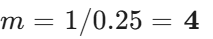 m = 1/0.25 = 4